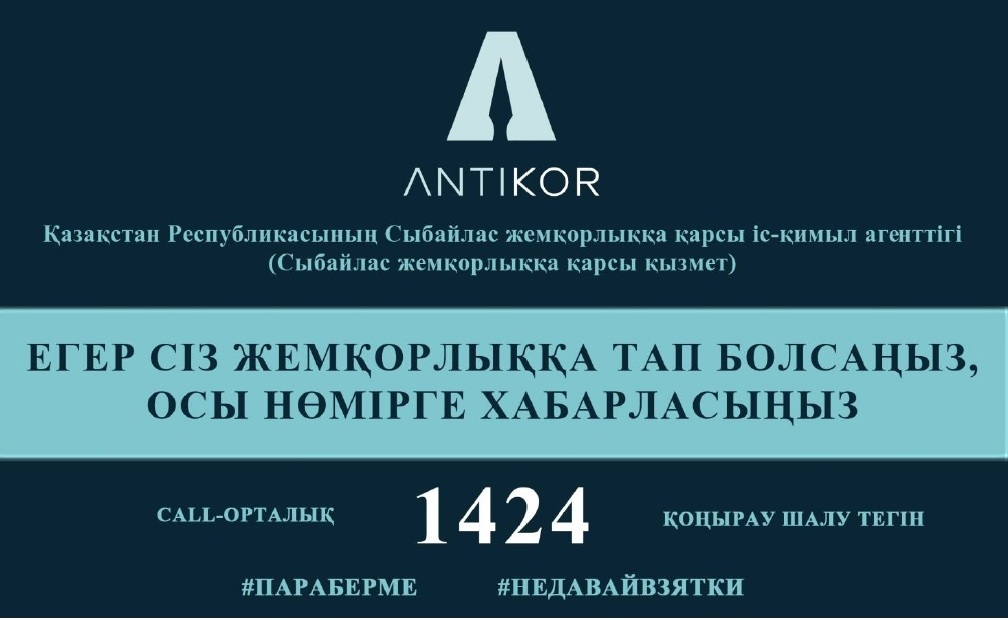 ANTIKOR
Қазақстан Республикасының Сыбайлас жемқорлыққа қарсы іс-қимыл агенттігі
(Сыбайлас жемқорлыққа қарсы қызмет)
ЕГЕР СІЗ ЖЕМҚОРЛЫҚҚА ТАП БОЛСАҢЫЗ,
ОСЫ НӨМІРГЕ ХАБАРЛАСЫҢЫЗ
CALL-ОРТАЛЫҚ 1424 ҚОҢЫРАУ ШАЛУ ТЕГІН
#ПАРАБЕРМЕ #НЕДАВАЙВЗЯТКИ